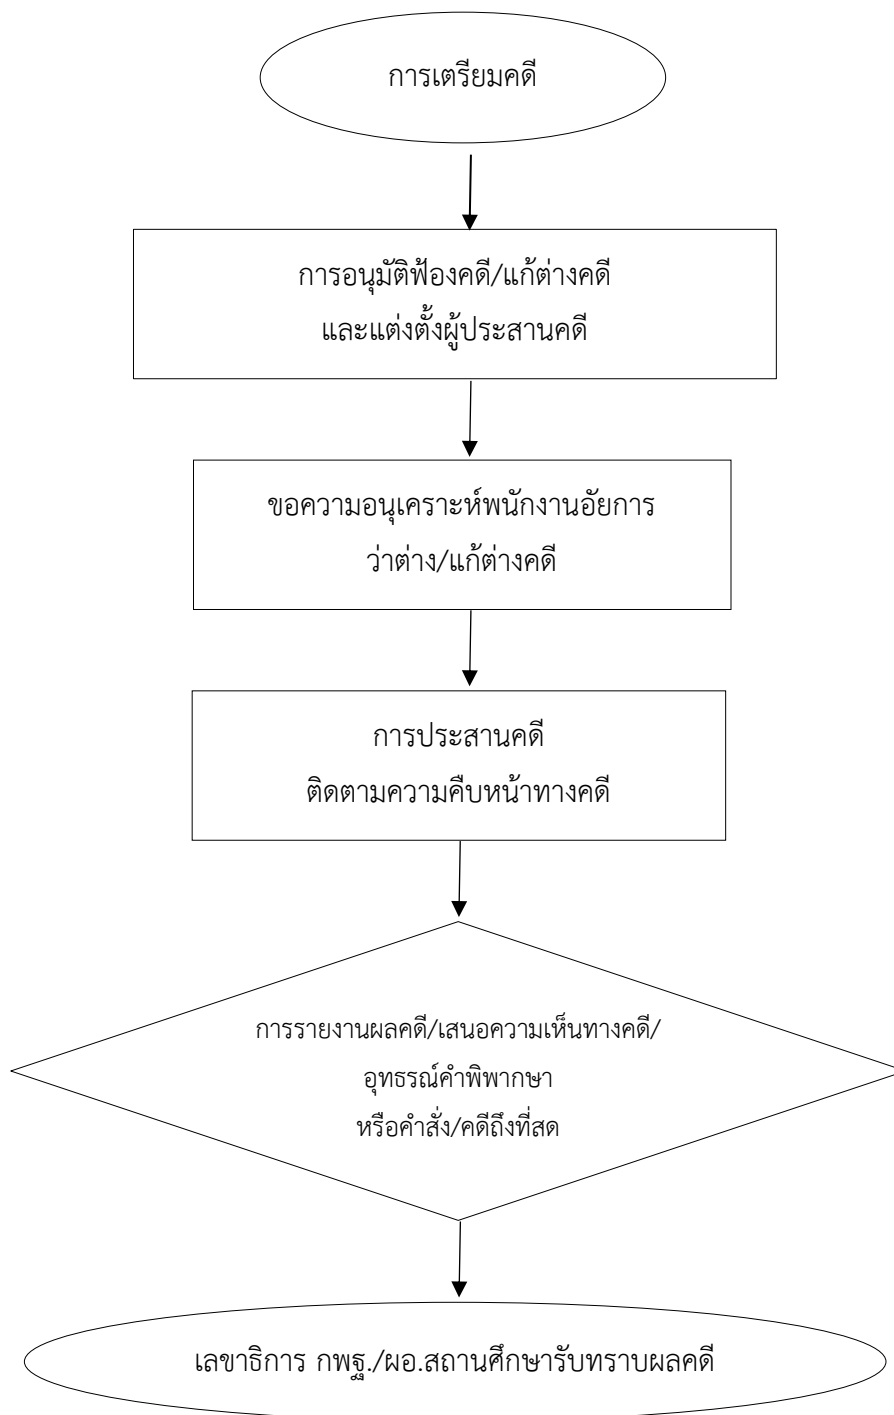 การเตรียมคดี
การอนุมัติฟ้องคดี/แก้ต่างคดี
และแต่งตั้งผู้ประสานคดี
ขอความอนุเคราะห์พนักงานอัยการ
ว่าต่าง/แก้ต่างคดี
การประสานคดี
ติดตามความคืบหน้าทางคดี
การรายงานผลคดี/เสนอความเห็นทางคดี/
อุทธรณ์คำพิพากษา
หรือคำสั่ง/คดีถึงที่สด
เลขาธิการ กพฐ./ผอ.สถานศึกษารับทราบผลคดี